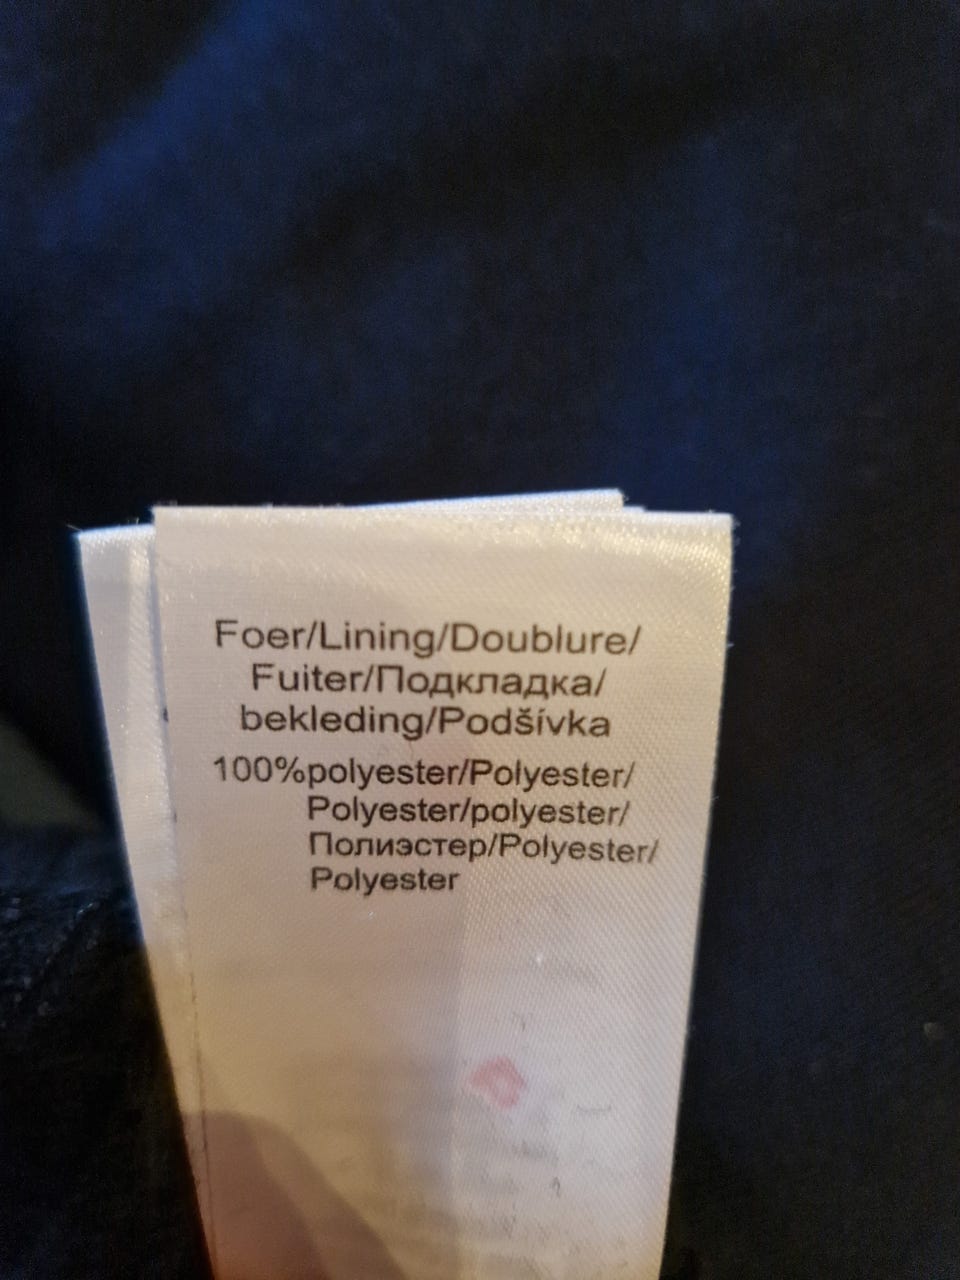 Foer/Lining/Doublure/
Fuiter/Подкладка/
bekleding/Podšívka
100%polyester/Polyester/
Polyester/polyester/
Полиэстер/Polyester/
Polyester